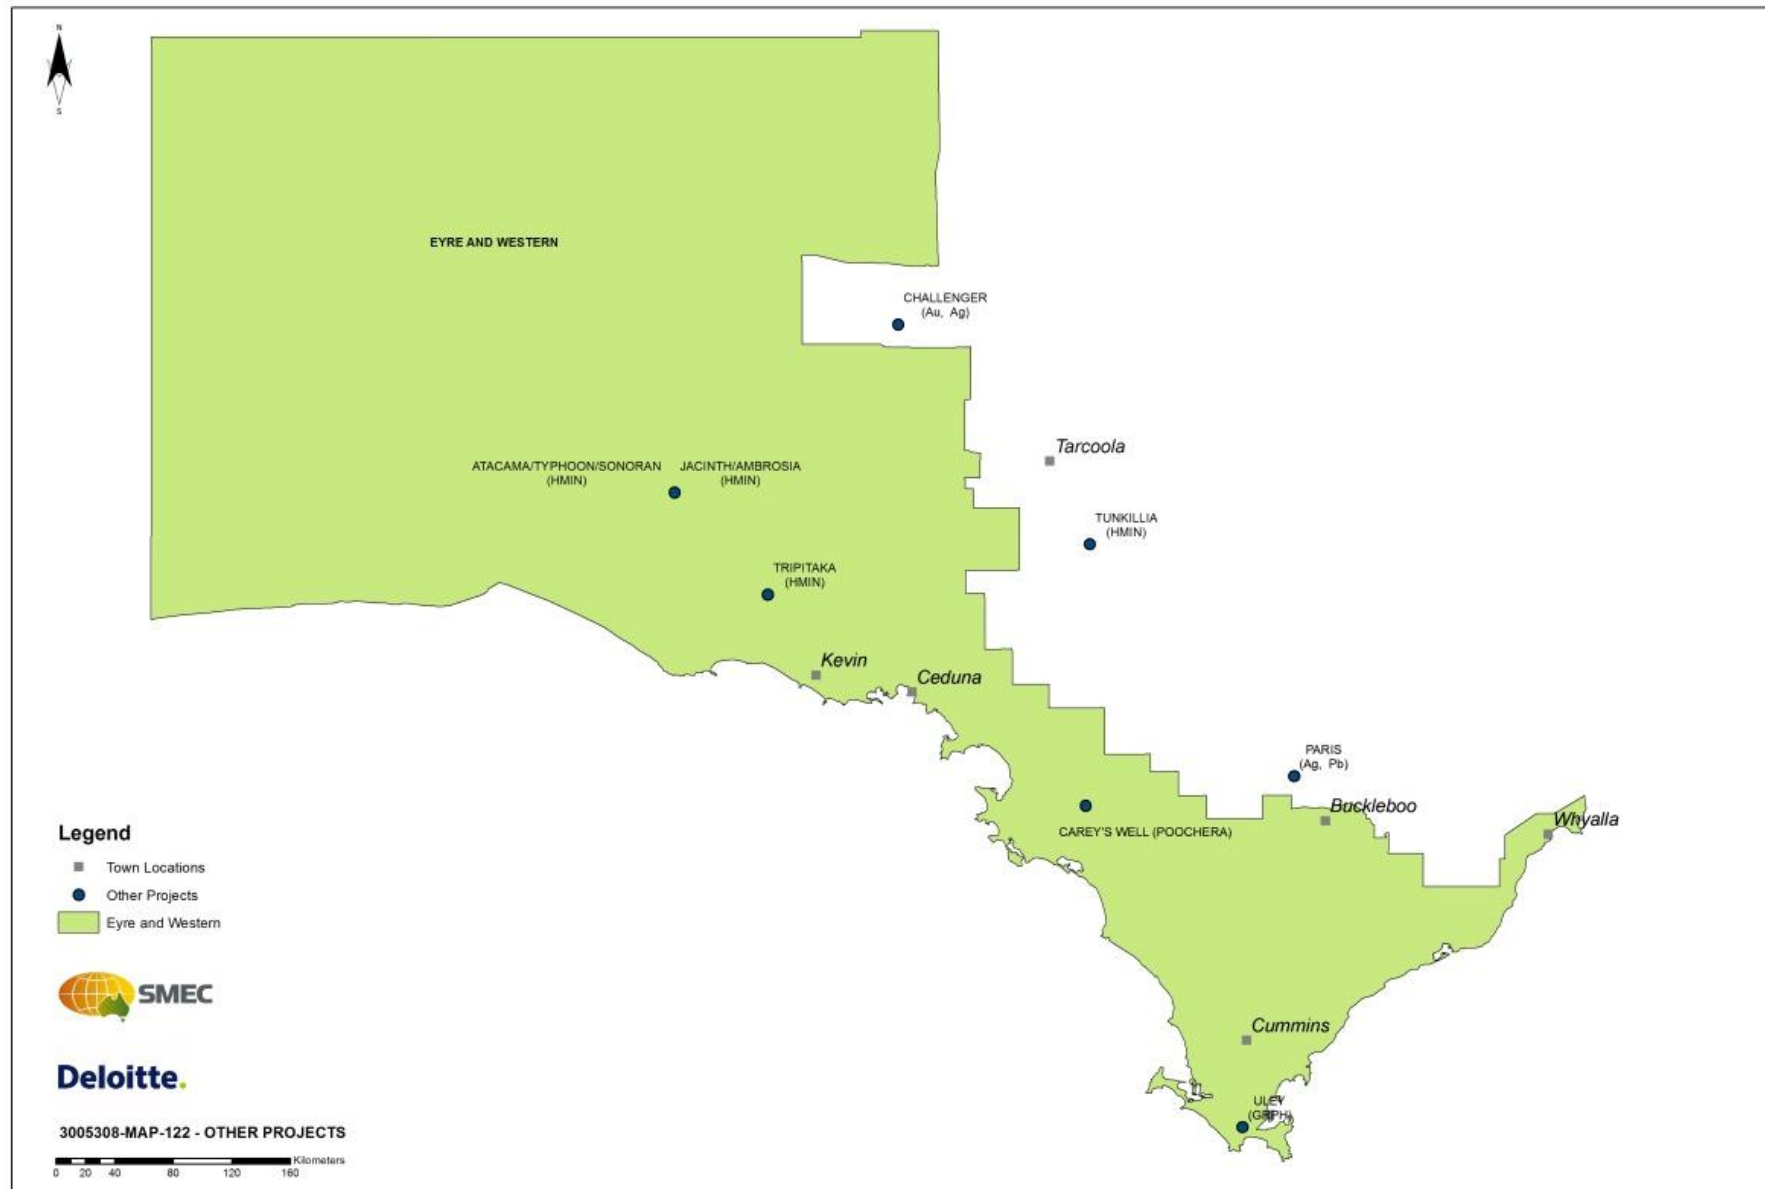 N
S
EYRE AND WESTERN
CHALLENGER
(Au, Ag)
Tarcoola
ATACAMA/TYPHOON/SONORAN
(HMIN)
JACINTH/AMBROSIA
(HMIN)
TUNKILLIA
(HMIN)
TRIPITAKA
(HMIN)
Kevin
Ceduna
PARIS
(Ag, Pb)
Buckleboo
Whyalla
CAREY'S WELL (POOCHERA)
Legend
Town Locations
Other Projects
Eyre and Western
SMEC
Cummins
Deloitte.
ULEY
(GRPH)
3005308-MAP-122 - OTHER PROJECTS
Kilometers
0 20 40 80 120 160